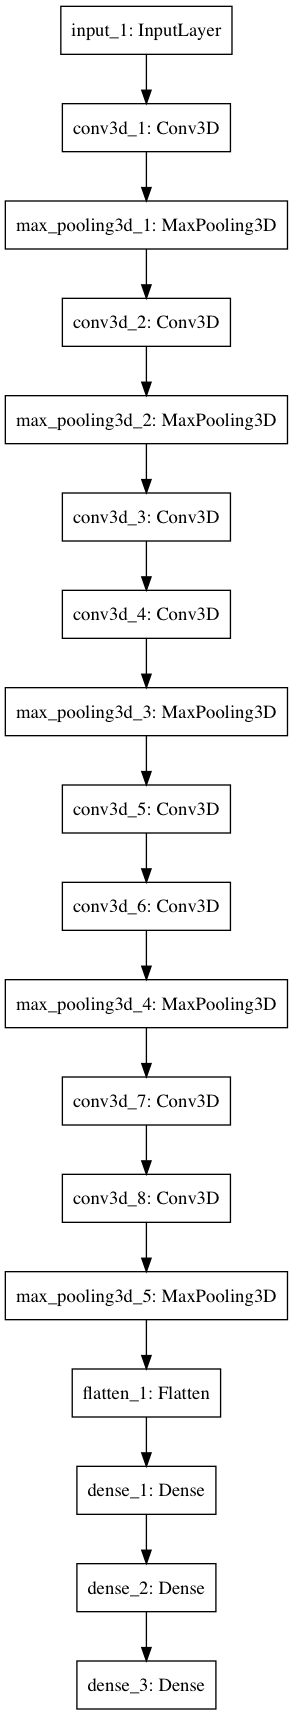 input_1: InputLayer
conv3d_1: Conv3D
max_pooling3d_1: MaxPooling3D
conv3d_2: Conv3D
max_pooling3d_2: MaxPooling3D
conv3d_3: Conv3D
conv3d_4: Conv3D
max_pooling3d_3: MaxPooling3D
conv3d_5: Conv3D
conv3d_6: Conv3D
max_pooling3d_4: MaxPooling3D
conv3d_7: Conv3D
conv3d_8: Conv3D
max_pooling3d_5: MaxPooling3D
flatten_1: Flatten
dense_1: Dense
dense_2: Dense
dense_3: Dense